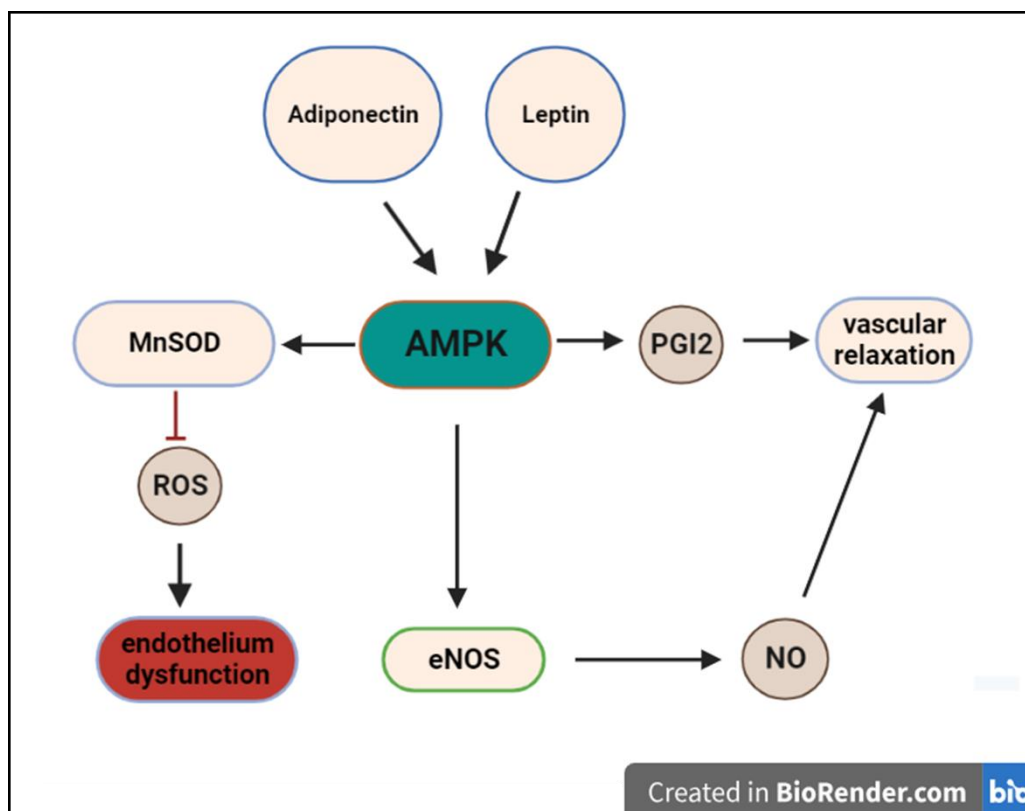 Adiponectin
Leptin
MnSOD
AMPK
PGI2
vascular
relaxation
ROS
endothelium
dysfunction
eNOS
NO
Created in BioRender.com